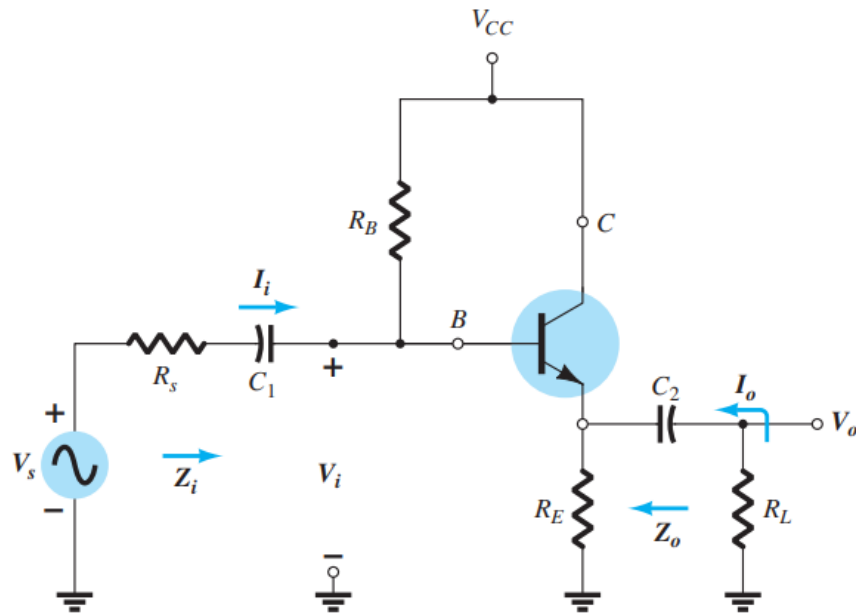 V_CC
R_B
C
I_i
B
+
R_s
C_1
C_2
I_o
V_o
+
V_s
−
Z_i
V_i
−
R_E
Z_o
R_L